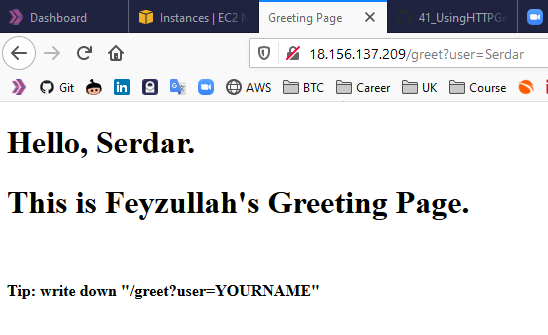 Dashboard
Instances | EC2 M
Greeting Page
41_UsingHTTPGe
18.156.137.209/greet?user=Serdar
Git
AWS
BTC
Career
UK
Course
Hello, Serdar.
This is Feyzullah's Greeting Page.
Tip: write down "/greet?user=YOURNAME"